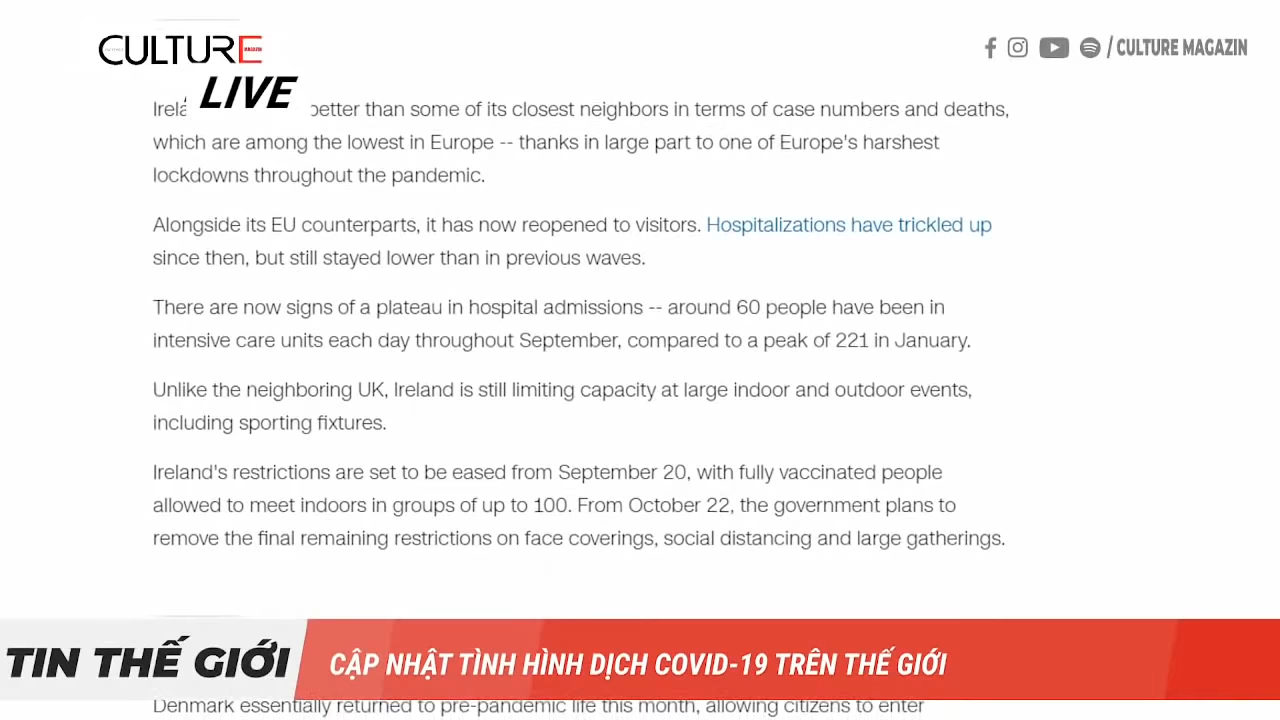 CULTURE
LIVE
/ CULTURE MAGAZIN
better than some of its closest neighbors in terms of case numbers and deaths,
which are among the lowest in Europe -- thanks in large part to one of Europe's harshest
lockdowns throughout the pandemic.
Alongside its EU counterparts, it has now reopened to visitors. Hospitalizations have trickled up
since then, but still stayed lower than in previous waves.
There are now signs of a plateau in hospital admissions -- around 60 people have been in
intensive care units each day throughout September, compared to a peak of 221 in January.
Unlike the neighboring UK, Ireland is still limiting capacity at large indoor and outdoor events,
including sporting fixtures.
Ireland's restrictions are set to be eased from September 20, with fully vaccinated people
allowed to meet indoors in groups of up to 100. From October 22, the government plans to
remove the final remaining restrictions on face coverings, social distancing and large gatherings.
TIN THẾ GIỚI
CẬP NHẬT TÌNH HÌNH DỊCH COVID-19 TRÊN THẾ GIỚI
Denmark essentially returned to pre-pandemic life this month, allowing citizens to enter